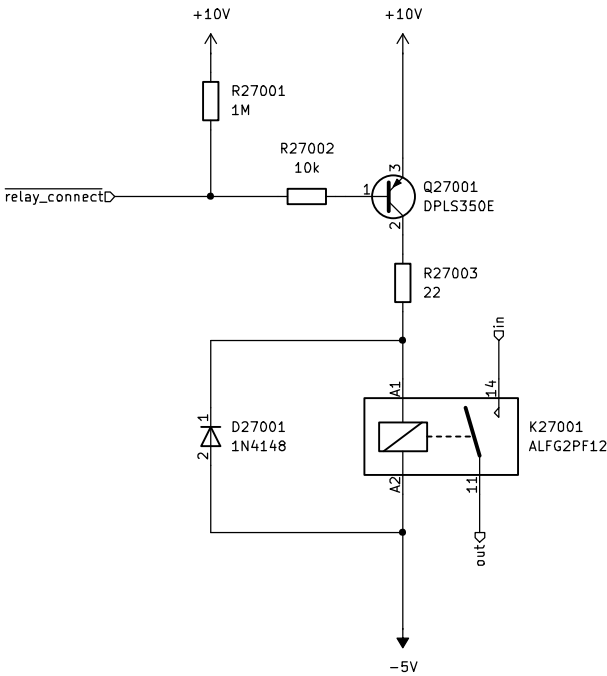 +10V
+10V
R27001
1M
R27002
10k
relay_connect
1
3
2
Q27001
DPLS350E
R27003
22
in
A1
14
1
2
D27001
1N4148
K27001
ALFG2PF12
A2
11
out
-5V